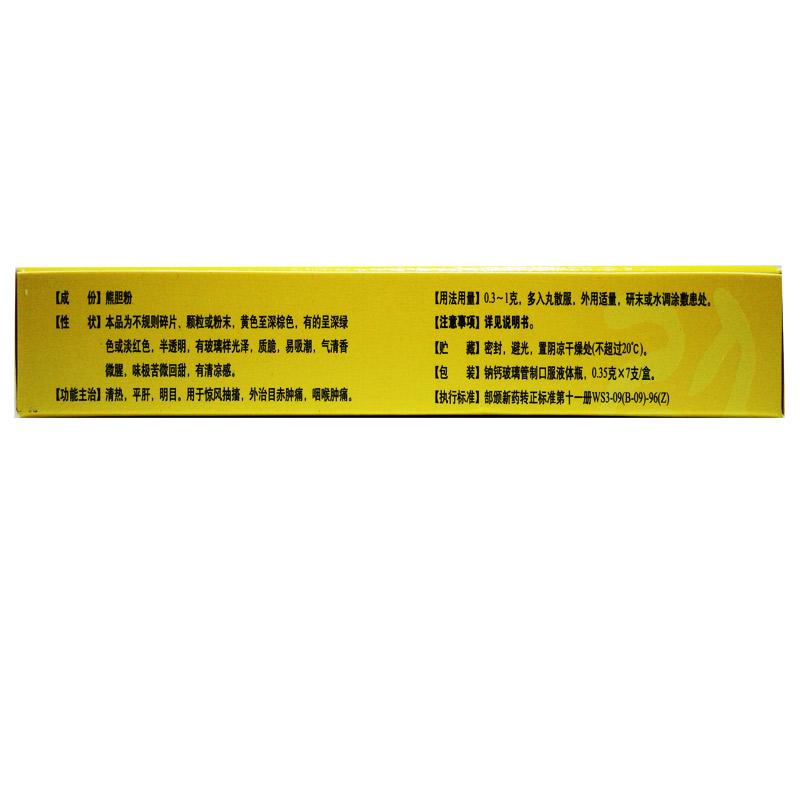 【成 份】熊胆粉
【性 状】本品为不规则碎片、颗粒或粉末，黄色至深棕色，有的呈深绿
色或淡红色，半透明，有玻璃样光泽，质脆，易吸潮，气清香
微腥，味极苦微回甜，有清凉感。
【功能主治】清热，平肝，明目。用于惊风抽搐，外治目赤肿痛，咽喉肿痛。
【用法用量】0.3～1克，多入丸散服，外用适量，研末或水调涂敷患处。
【注意事项】详见说明书。
【贮 藏】密封，避光，置阴凉干燥处(不超过20℃)。
【包 装】钠钙玻璃管制口服液体瓶，0.35克×7支/盒。
【执行标准】部颁新药转正标准第十一册WS3-09(B-09)-96(Z)